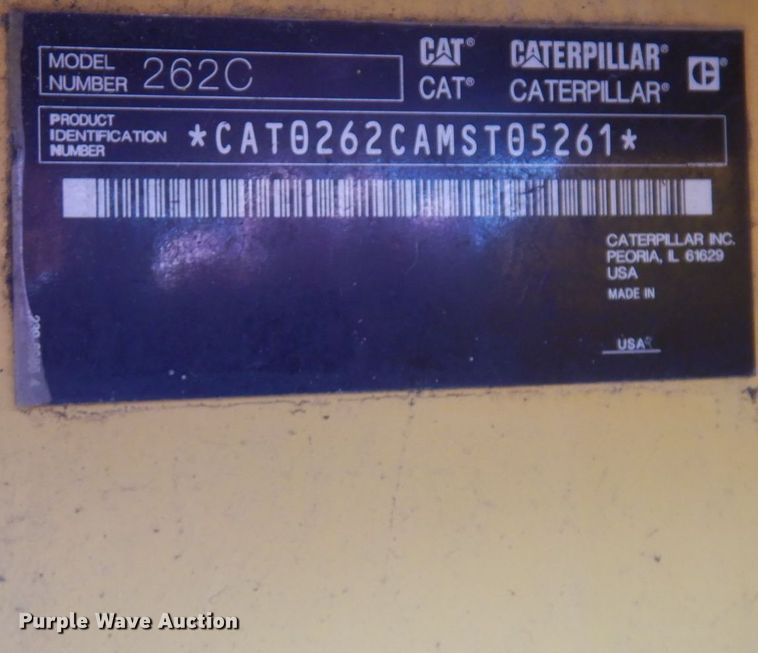 MODEL NUMBER 262C
CAT® CATERPILLAR®
CAT® CATERPILLAR®
PRODUCT IDENTIFICATION NUMBER *CAT0262CAMST05261*
CATERPILLAR INC.
PEORIA, IL 61629
USA
MADE IN
USA
Purple Wave Auction